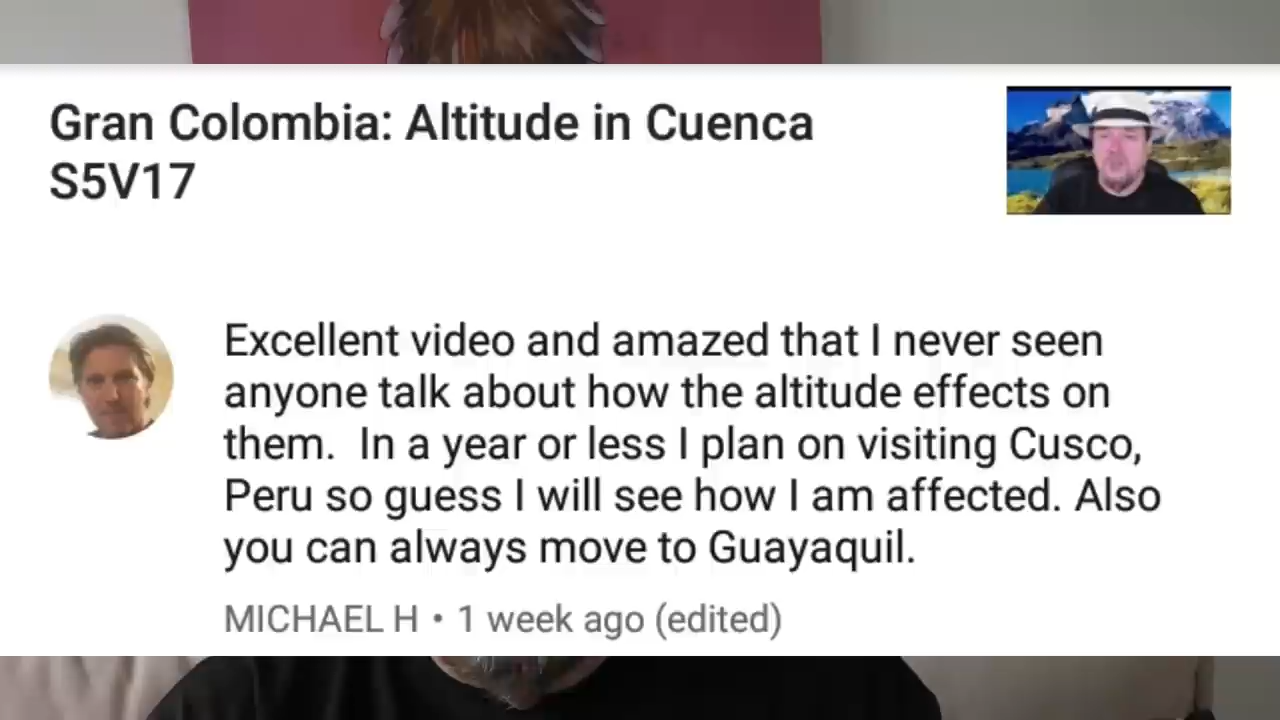 Gran Colombia: Altitude in Cuenca
S5V17
Excellent video and amazed that I never seen
anyone talk about how the altitude effects on
them.  In a year or less I plan on visiting Cusco,
Peru so guess I will see how I am affected. Also
you can always move to Guayaquil.
MICHAEL H • 1 week ago (edited)